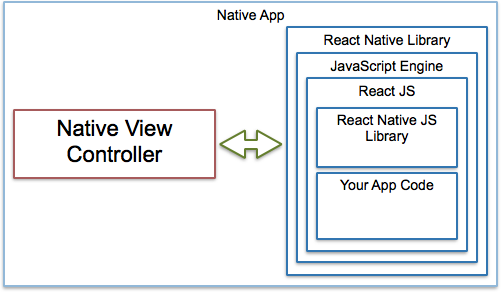 Native App
React Native Library
JavaScript Engine
React JS
React Native JS
Library
Your App Code
Native View
Controller